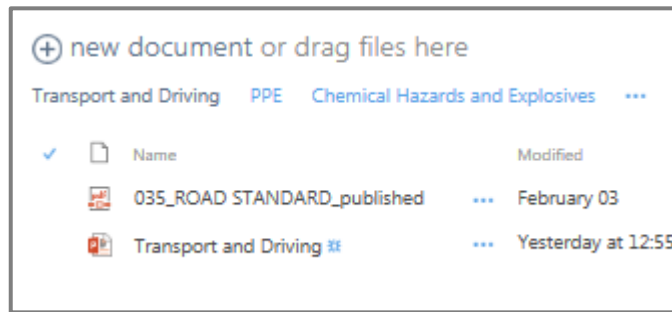 new document or drag files here
Transport and Driving PPE Chemical Hazards and Explosives ...
Name Modified
035_ROAD STANDARD_published ... February 03
Transport and Driving ... Yesterday at 12:55